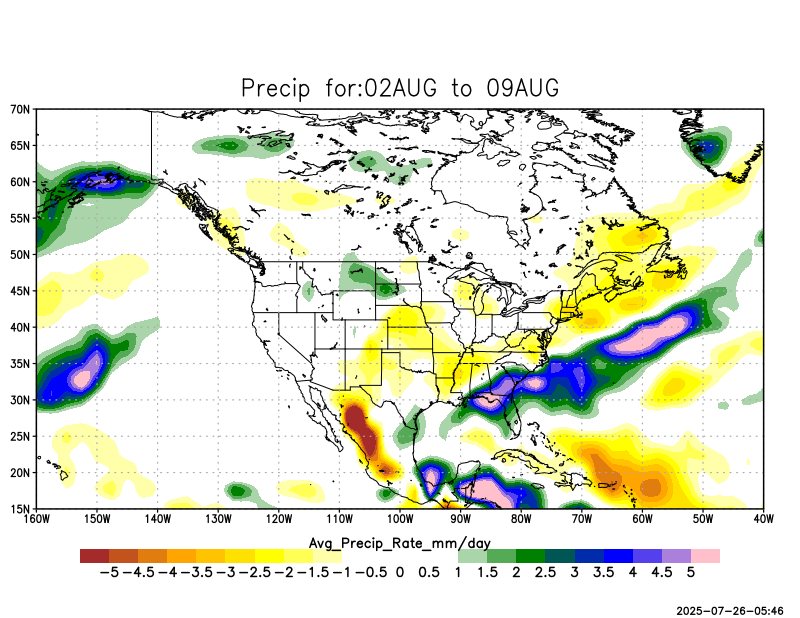 Precip for:02AUG to 09AUG
70N
65N
60N
55N
50N
45N
40N
35N
30N
25N
20N
15N
160W 150W 140W 130W 120W 110W 100W 90W 80W 70W 60W 50W 40W
Avg_Precip_Rate_mm/day
-5 -4.5 -4 -3.5 -3 -2.5 -2 -1.5 -1 -0.5 0 0.5 1 1.5 2 2.5 3 3.5 4 4.5 5
2025-07-26-05:46